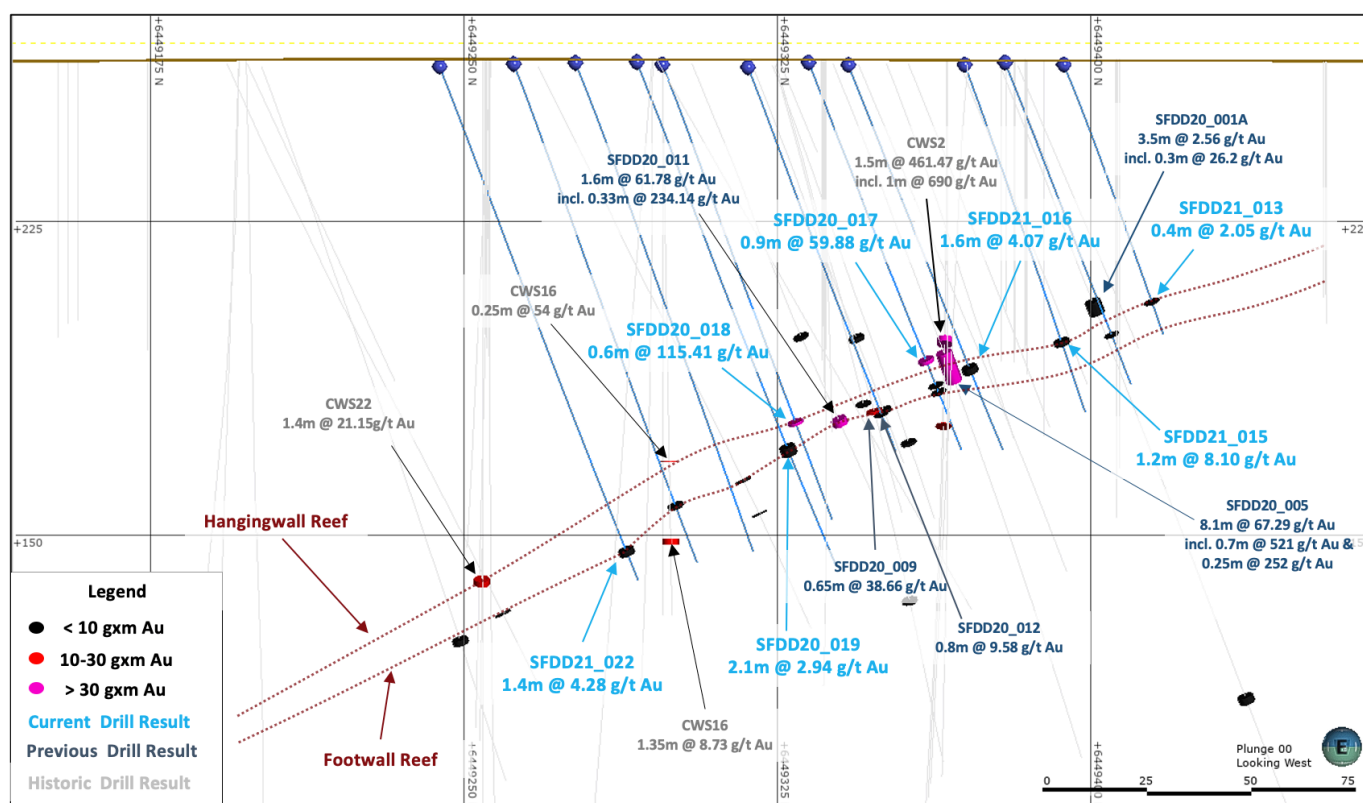 +6449175 N
+6449250 N
+6449325 N
+6449400 N
SFDD20_001A
3.5m @ 2.56 g/t Au
incl. 0.3m @ 26.2 g/t Au
CWS2
1.5m @ 461.47 g/t Au
incl. 1m @ 690 g/t Au
SFDD20_011
1.6m @ 61.78 g/t Au
incl. 0.33m @ 234.14 g/t Au
SFDD20_017
0.9m @ 59.88 g/t Au
SFDD21_016
1.6m @ 4.07 g/t Au
SFDD21_013
0.4m @ 2.05 g/t Au
+225
+22
CWS16
0.25m @ 54 g/t Au
SFDD20_018
0.6m @ 115.41 g/t Au
CWS22
1.4m @ 21.15g/t Au
SFDD21_015
1.2m @ 8.10 g/t Au
Hangingwall Reef
SFDD20_005
8.1m @ 67.29 g/t Au
incl. 0.7m @ 521 g/t Au &
0.25m @ 252 g/t Au
+150
SFDD20_009
0.65m @ 38.66 g/t Au
SFDD20_012
0.8m @ 9.58 g/t Au
SFDD20_019
2.1m @ 2.94 g/t Au
SFDD21_022
1.4m @ 4.28 g/t Au
CWS16
1.35m @ 8.73 g/t Au
Footwall Reef
Legend
< 10 gxm Au
10-30 gxm Au
> 30 gxm Au
Current Drill Result
Previous Drill Result
Historic Drill Result
+6449250
+6449325
+6449400
Plunge 00
Looking West
E
0 25 50 75